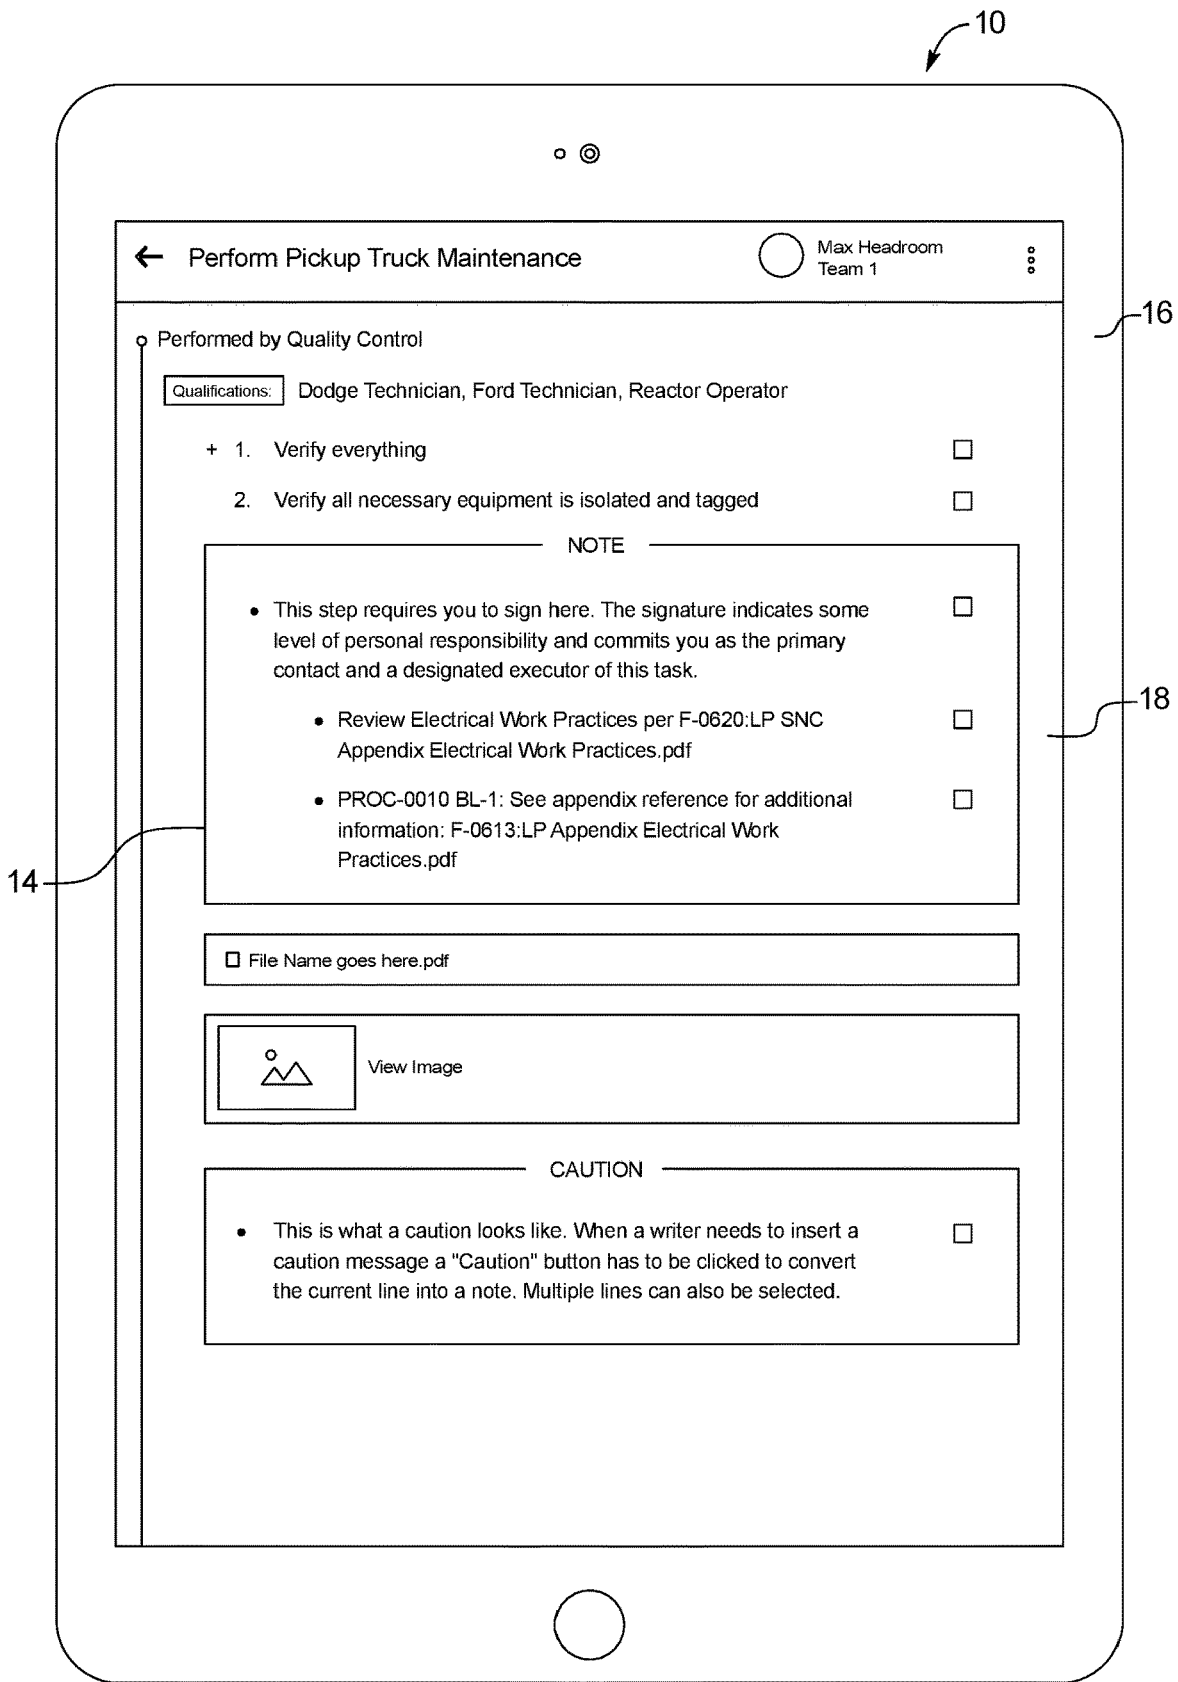 10
Perform Pickup Truck Maintenance
Max Headroom
Team 1
16
Performed by Quality Control
Qualifications: Dodge Technician, Ford Technician, Reactor Operator
+ 1. Verify everything
2. Verify all necessary equipment is isolated and tagged
NOTE
• This step requires you to sign here. The signature indicates some
level of personal responsibility and commits you as the primary
contact and a designated executor of this task.
18
• Review Electrical Work Practices per F-0620:LP SNC
Appendix Electrical Work Practices.pdf
• PROC-0010 BL-1: See appendix reference for additional
information: F-0613:LP Appendix Electrical Work
Practices.pdf
14
File Name goes here.pdf
View Image
CAUTION
• This is what a caution looks like. When a writer needs to insert a
caution message a "Caution" button has to be clicked to convert
the current line into a note. Multiple lines can also be selected.